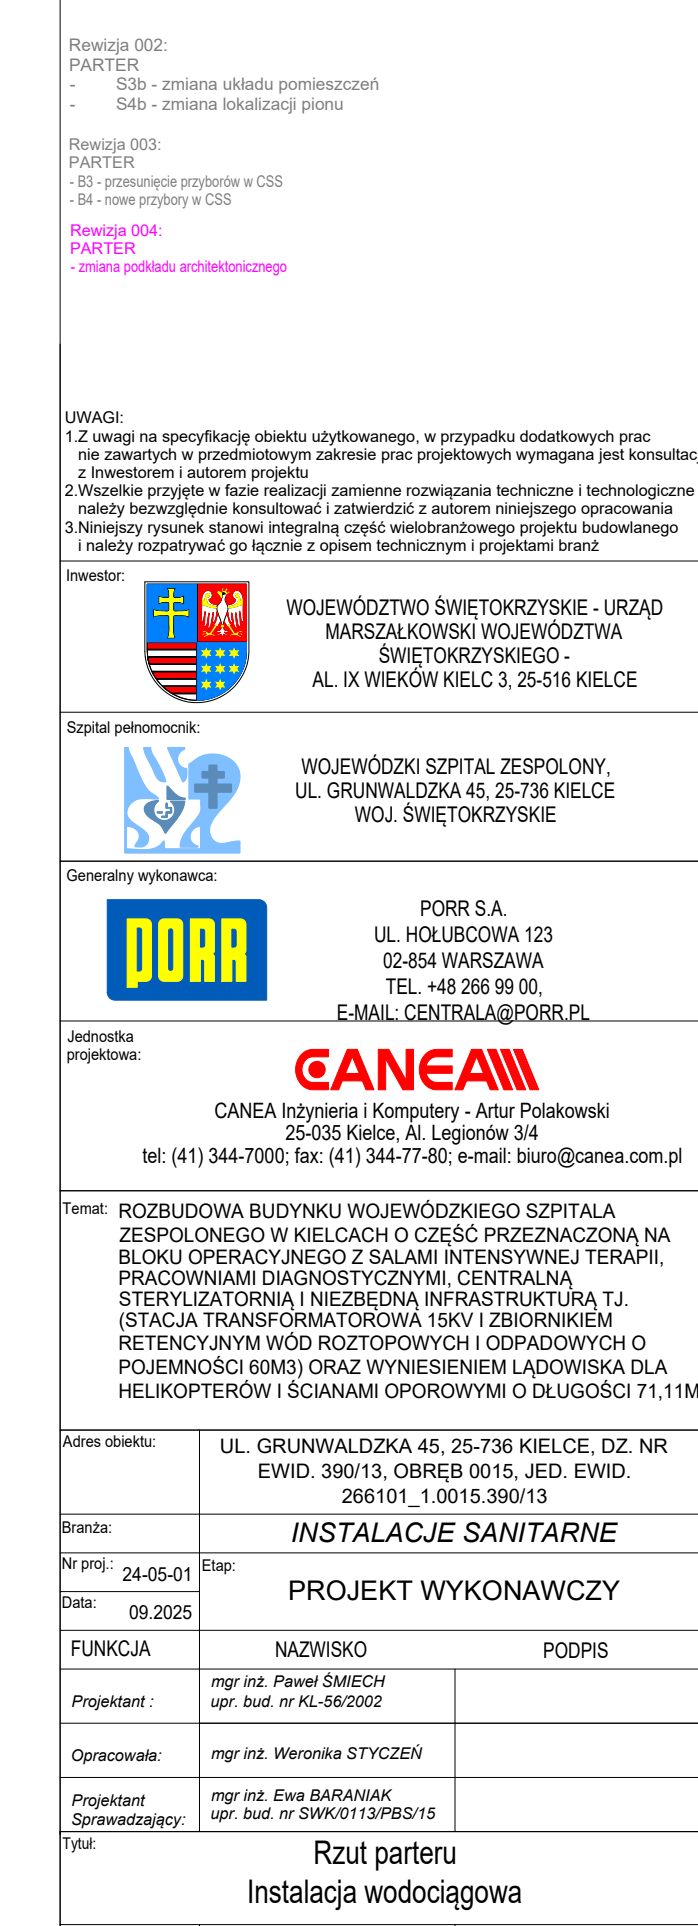 Rewizja 002:
PARTER
- S3b - zmiana układu pomieszczeń
- S4b - zmiana lokalizacji pionu
Rewizja 003:
PARTER
- B3 - przesunięcie przyborów w CSS
- B4 - nowe przybory w CSS
Rewizja 004:
PARTER
- zmiana podkładu architektonicznego
UWAGI:
1.Z uwagi na specyfikację obiektu użytkowanego, w przypadku dodatkowych prac
nie zawartych w przedmiotowym zakresie prac projektowych wymagana jest konsultac
z Inwestorem i autorem projektu
2.Wszelkie przyjęte w fazie realizacji zamienne rozwiązania techniczne i technologiczne
należy bezwzględnie konsultować i zatwierdzić z autorem niniejszego opracowania
3.Niniejszy rysunek stanowi integralną część wielobranżowego projektu budowlanego
i należy rozpatrywać go łącznie z opisem technicznym i projektami branż
Inwestor:
WOJEWÓDZTWO ŚWIĘTOKRZYSKIE - URZĄD
MARSZAŁKOWSKI WOJEWÓDZTWA
ŚWIĘTOKRZYSKIEGO -
AL. IX WIEKÓW KIELC 3, 25-516 KIELCE
Szpital pełnomocnik:
WOJEWÓDZKI SZPITAL ZESPOLONY,
UL. GRUNWALDZKA 45, 25-736 KIELCE
WOJ. ŚWIĘTOKRZYSKIE
Generalny wykonawca:
PORR
PORR S.A.
UL. HOŁUBCOWA 123
02-854 WARSZAWA
TEL. +48 266 99 00,
E-MAIL: CENTRALA@PORR.PL
Jednostka
projektowa:
CANEA
CANEA Inżynieria i Komputery - Artur Polakowski
25-035 Kielce, Al. Legionów 3/4
tel: (41) 344-7000; fax: (41) 344-77-80; e-mail: biuro@canea.com.pl
Temat: ROZBUDOWA BUDYNKU WOJEWÓDZKIEGO SZPITALA
ZESPOLONEGO W KIELCACH O CZĘŚĆ PRZEZNACZONĄ NA
BLOKU OPERACYJNEGO Z SALAMI INTENSYWNEJ TERAPII,
PRACOWNIAMI DIAGNOSTYCZNYMI, CENTRALNĄ
STERYLIZATORNIĄ I NIEZBĘDNĄ INFRASTRUKTURĄ TJ.
(STACJA TRANSFORMATOROWA 15KV I ZBIORNIKIEM
RETENCYJNYM WÓD ROZTOPOWYCH I ODPADOWYCH O
POJEMNOŚCI 60M3) ORAZ WYNIESIENIEM LĄDOWISKA DLA
HELIKOPTERÓW I ŚCIANAMI OPOROWYMI O DŁUGOŚCI 71,11M
Adres obiektu:
UL. GRUNWALDZKA 45, 25-736 KIELCE, DZ. NR
EWID. 390/13, OBRĘB 0015, JED. EWID.
266101_1.0015.390/13
Branża:
INSTALACJE SANITARNE
Nr proj.: 24-05-01
Etap:
PROJEKT WYKONAWCZY
Data: 09.2025
FUNKCJA NAZWISKO PODPIS
Projektant :
mgr inż. Paweł ŚMIECH
upr. bud. nr KL-56/2002
Opracowała: mgr inż. Weronika STYCZEŃ
Projektant
Sprawdzający:
mgr inż. Ewa BARANIAK
upr. bud. nr SWK/0113/PBS/15
Tytuł:
Rzut parteru
Instalacja wodociągowa